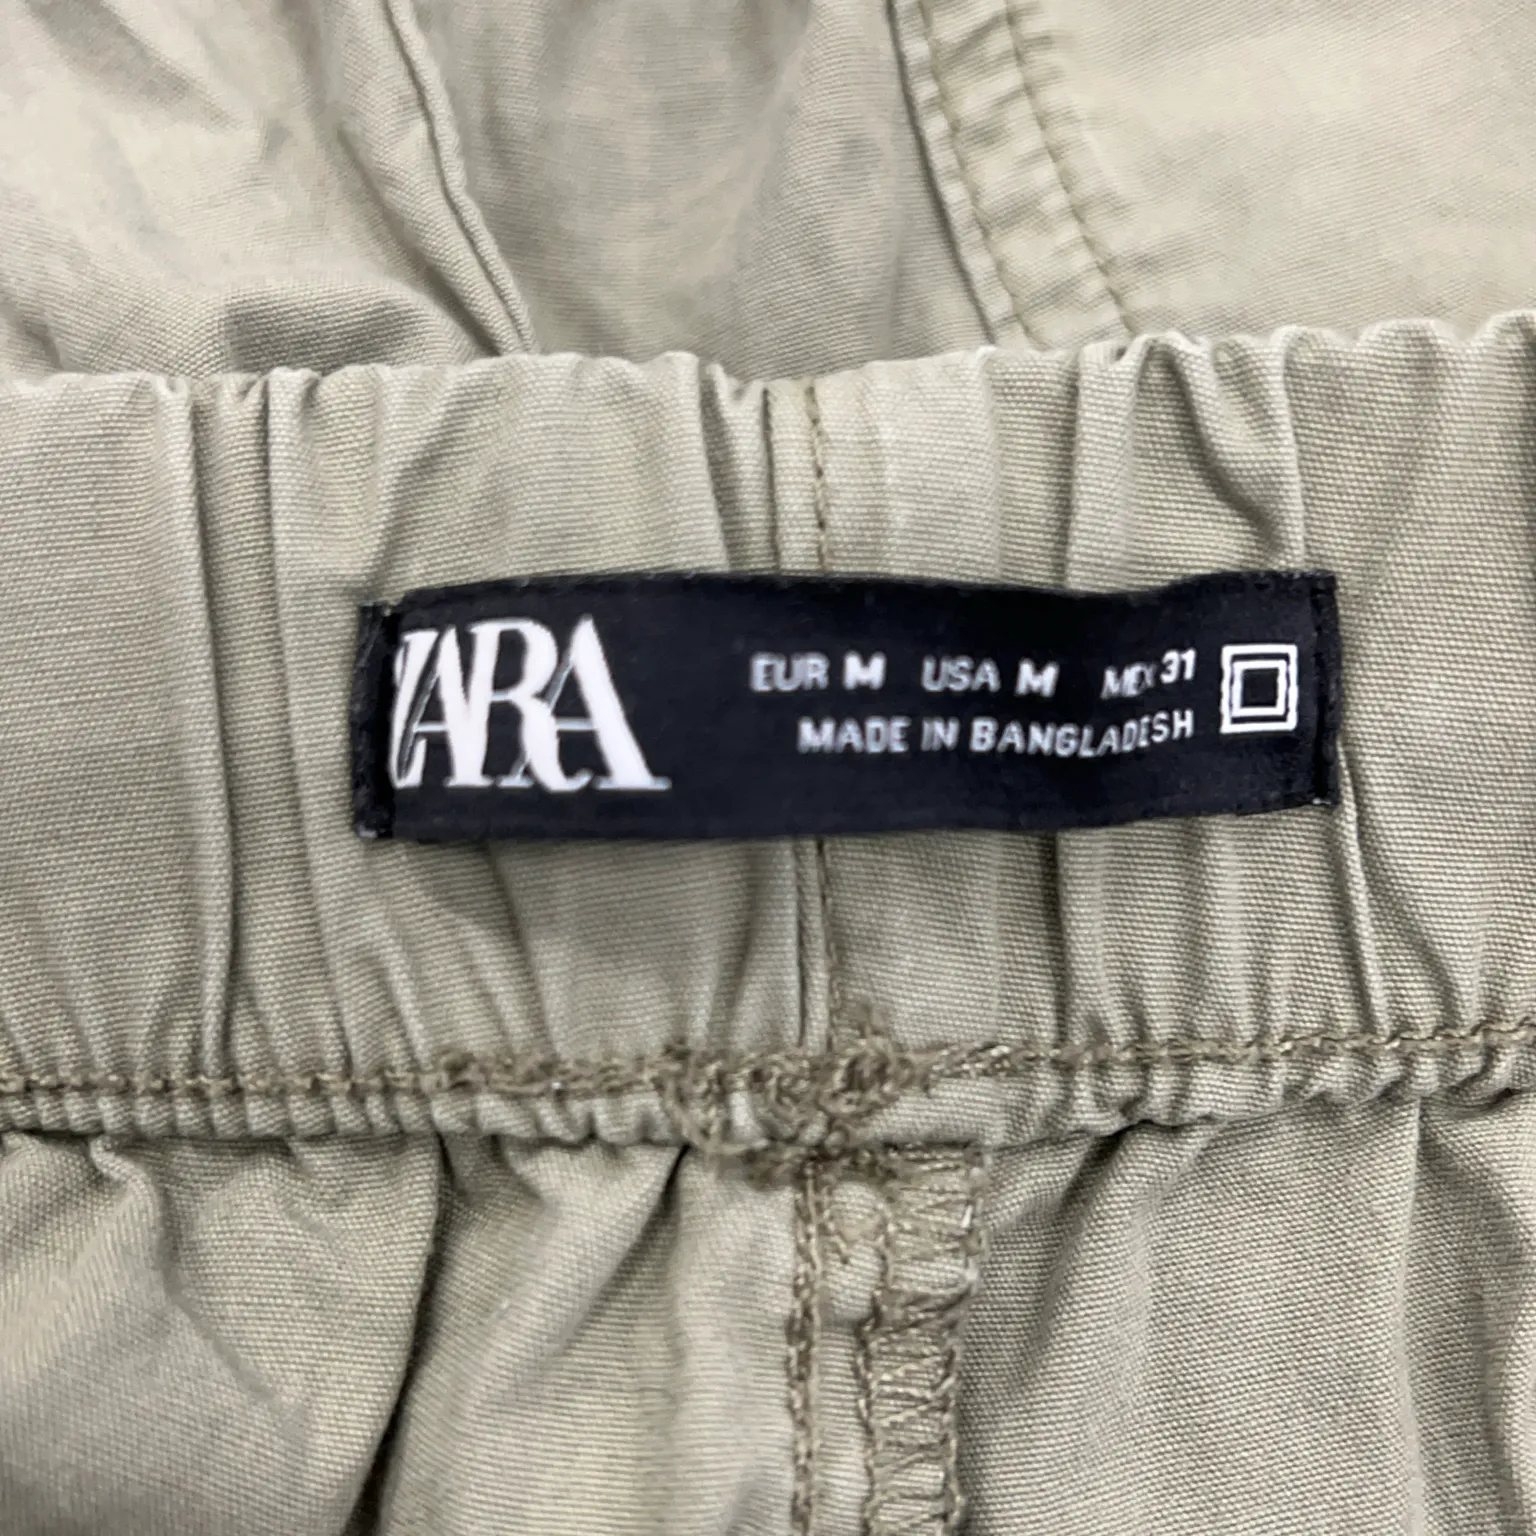 ZARA
EUR M USA M MEX 31
MADE IN BANGLADESH